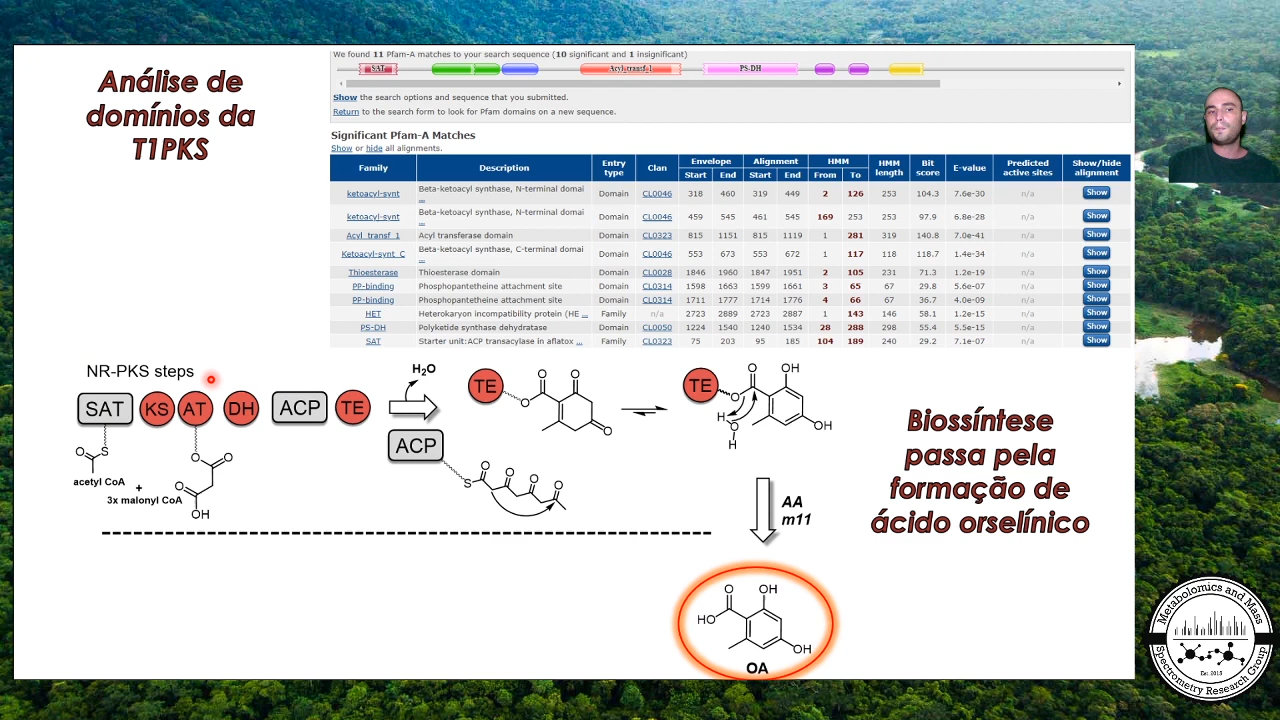 Análise de
domínios da
T1PKS
We found 11 Pfam-A matches to your search sequence (10 significant and 1 insignificant)
SAT Acyl_transf_1 PS-DH
Show the search options and sequence that you submitted.
Return to the search form to look for Pfam domains on a new sequence.
Significant Pfam-A Matches
Show or hide all alignments.
Family Description Entry type Clan Envelope Start End Alignment Start End HMM From To HMM length Bit score E-value Predicted active sites Show/hide alignment
ketoacyl-synt Beta-ketoacyl synthase, N-terminal domai ... Domain CL0046 318 460 319 449 2 126 253 104.3 7.6e-30 n/a Show
ketoacyl-synt Beta-ketoacyl synthase, N-terminal domai ... Domain CL0046 459 545 461 545 169 253 253 97.9 6.8e-28 n/a Show
Acyl_transf_1 Acyl transferase domain Domain CL0323 815 1151 815 1119 1 281 319 140.8 7.0e-41 n/a Show
Ketoacyl-synt_C Beta-ketoacyl synthase, C-terminal domai ... Domain CL0046 553 673 553 672 1 117 118 118.7 1.4e-34 n/a Show
Thioesterase Thioesterase domain Domain CL0028 1846 1960 1847 1951 2 105 231 71.3 1.2e-19 n/a Show
PP-binding Phosphopantetheine attachment site Domain CL0314 1598 1663 1599 1661 3 65 67 29.8 5.6e-07 n/a Show
PP-binding Phosphopantetheine attachment site Domain CL0314 1711 1777 1714 1776 4 66 67 36.7 4.0e-09 n/a Show
HET Heterokaryon incompatibility protein (HE ... Family n/a 2723 2889 2723 2887 1 143 146 58.1 1.2e-15 n/a Show
PS-DH Polyketide synthase dehydratase Domain CL0050 1224 1540 1240 1534 28 288 298 55.4 5.5e-15 n/a Show
SAT Starter unit:ACP transacylase in aflatox ... Family CL0323 75 203 95 185 104 189 240 29.2 7.1e-07 n/a Show
NR-PKS steps
SAT KS AT DH ACP TE
H2O
ACP
TE
O O O O
TE
O O OH OH
H O H
O S
acetyl CoA
+
3x malonyl CoA
O O O OH
S O O O O
AA
m11
O OH
HO
OH
OA
Biossíntese
passa pela
formação de
ácido orselínico
Metabolomics and Mass
Spectrometry Research Group
Est 2015